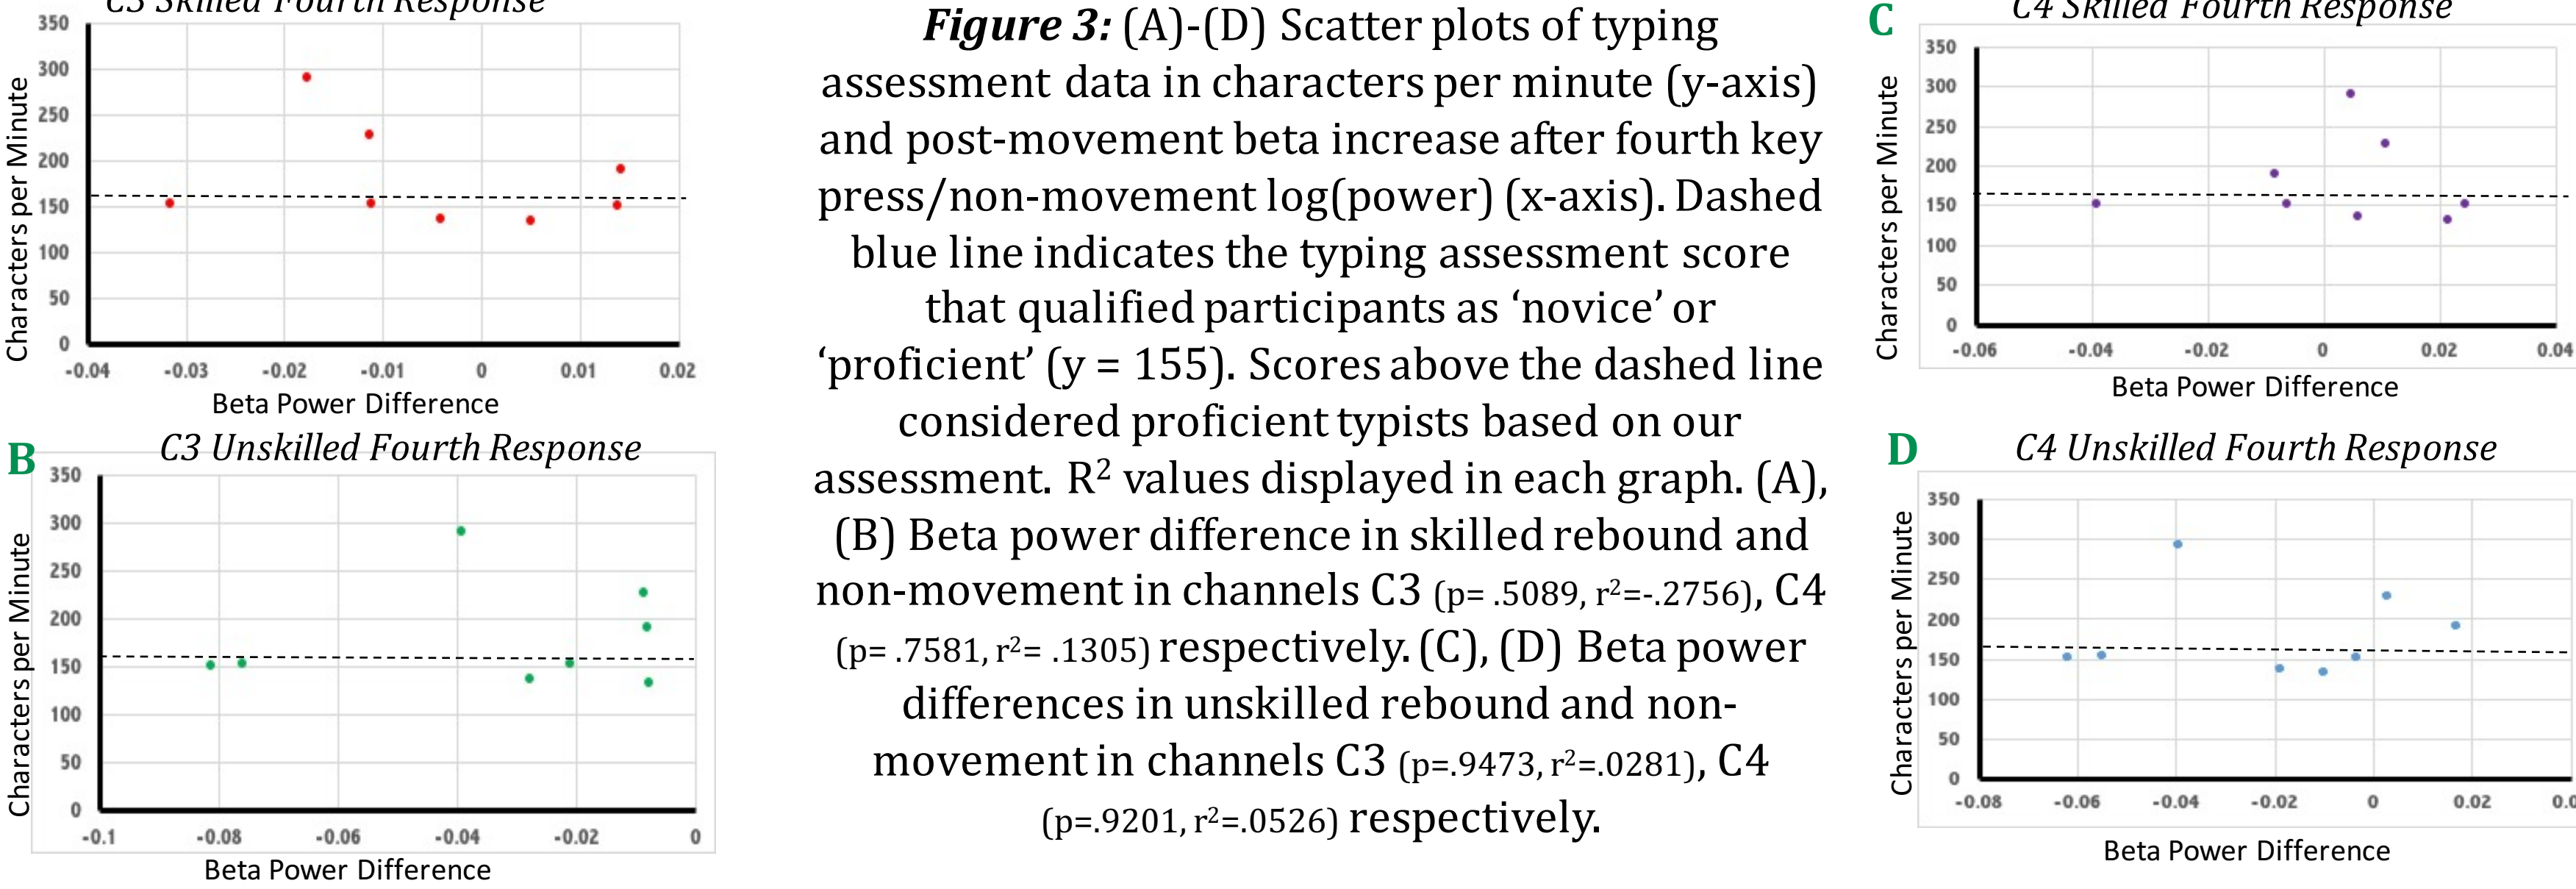 C3 Skilled Fourth Response
350
300
250
200
150
100
50
0
-0.04 -0.03 -0.02 -0.01 0 0.01 0.02
Characters per Minute
Beta Power Difference
B C3 Unskilled Fourth Response
350
300
250
200
150
100
50
0
-0.1 -0.08 -0.06 -0.04 -0.02 0
Characters per Minute
Beta Power Difference
Figure 3: (A)-(D) Scatter plots of typing
assessment data in characters per minute (y-axis)
and post-movement beta increase after fourth key
press/non-movement log(power) (x-axis). Dashed
blue line indicates the typing assessment score
that qualified participants as ‘novice’ or
‘proficient’ (y = 155). Scores above the dashed line
considered proficient typists based on our
assessment. R² values displayed in each graph. (A),
(B) Beta power difference in skilled rebound and
non-movement in channels C3 (p= .5089, r²=-.2756), C4
(p= .7581, r²= .1305) respectively. (C), (D) Beta power
differences in unskilled rebound and non-
movement in channels C3 (p=.9473, r²=.0281), C4
(p=.9201, r²=.0526) respectively.
C C4 Skilled Fourth Response
350
300
250
200
150
100
50
0
-0.06 -0.04 -0.02 0 0.02 0.04
Characters per Minute
Beta Power Difference
D C4 Unskilled Fourth Response
350
300
250
200
150
100
50
0
-0.08 -0.06 -0.04 -0.02 0 0.02
Characters per Minute
Beta Power Difference